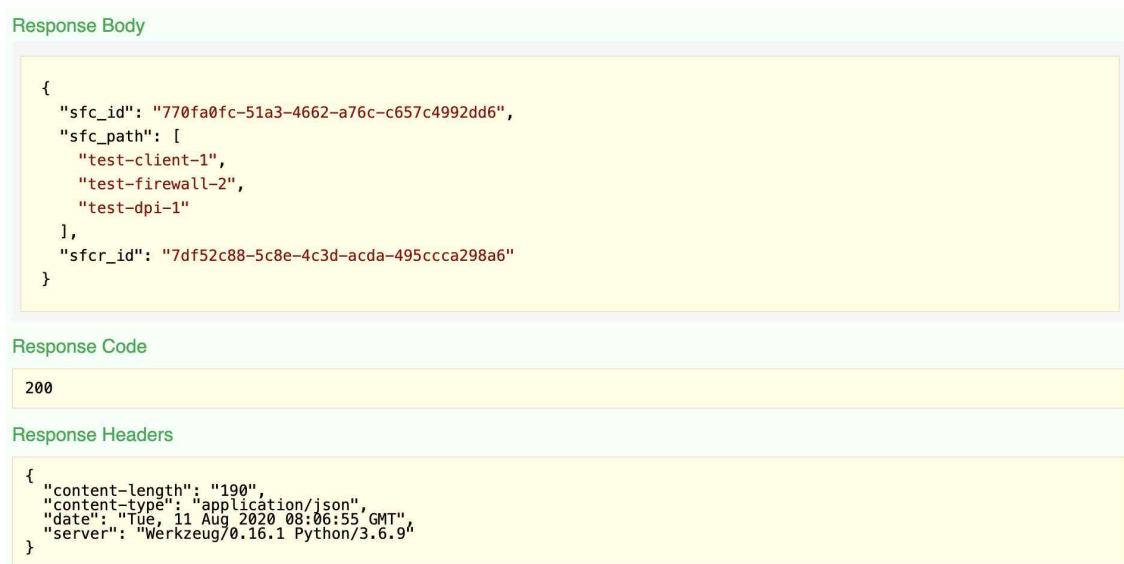 Response Body
{
"sfc_id": "770fa0fc-51a3-4662-a76c-c657c4992dd6",
"sfc_path": [
"test-client-1",
"test-firewall-2",
"test-dpi-1"
],
"sfcr_id": "7df52c88-5c8e-4c3d-acda-495ccca298a6"
}
Response Code
200
Response Headers
{
"content-length": "190",
"content-type": "application/json",
"date": "Tue, 11 Aug 2020 08:06:55 GMT",
"server": "Werkzeug/0.16.1 Python/3.6.9"
}